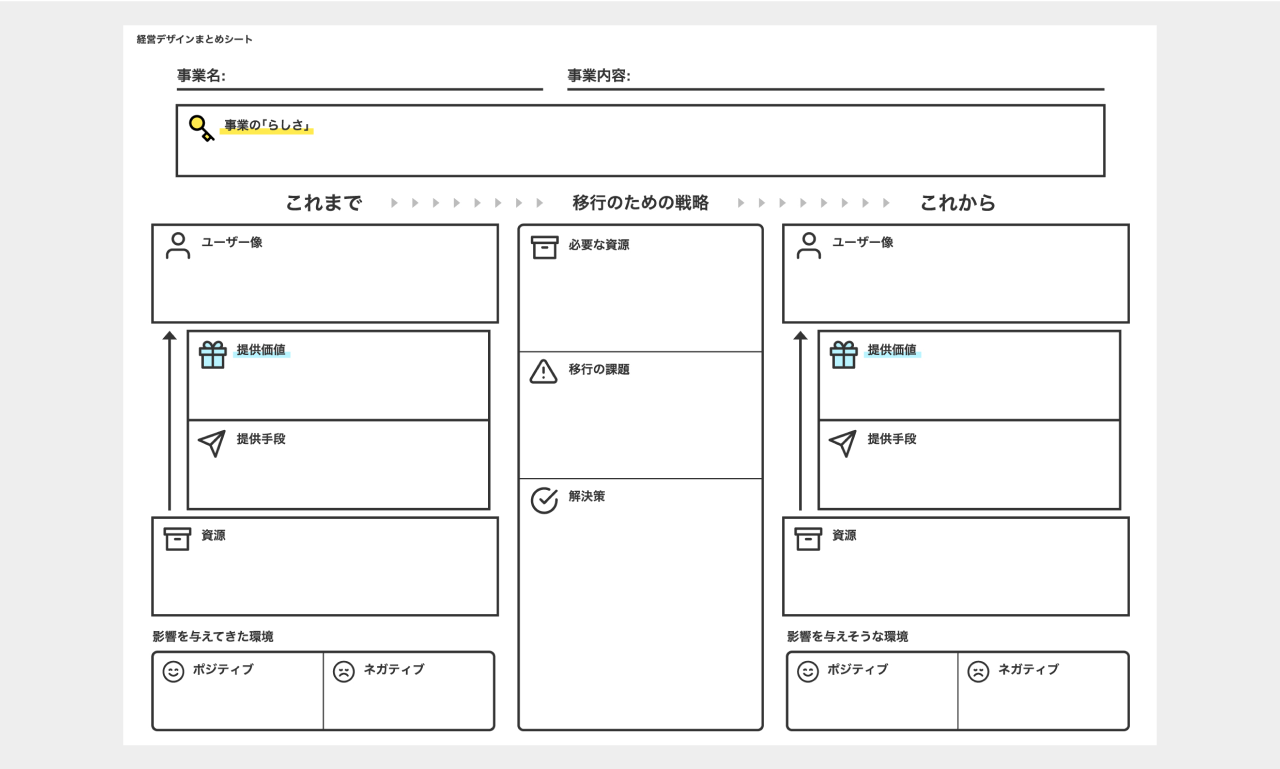 経営デザインまとめシート
事業名:
事業内容:
事業の「らしさ」
これまで
移行のための戦略
これから
ユーザー像
提供価値
提供手段
資源
影響を与えてきた環境
ポジティブ
ネガティブ
必要な資源
移行の課題
解決策
ユーザー像
提供価値
提供手段
資源
影響を与えそうな環境
ポジティブ
ネガティブ